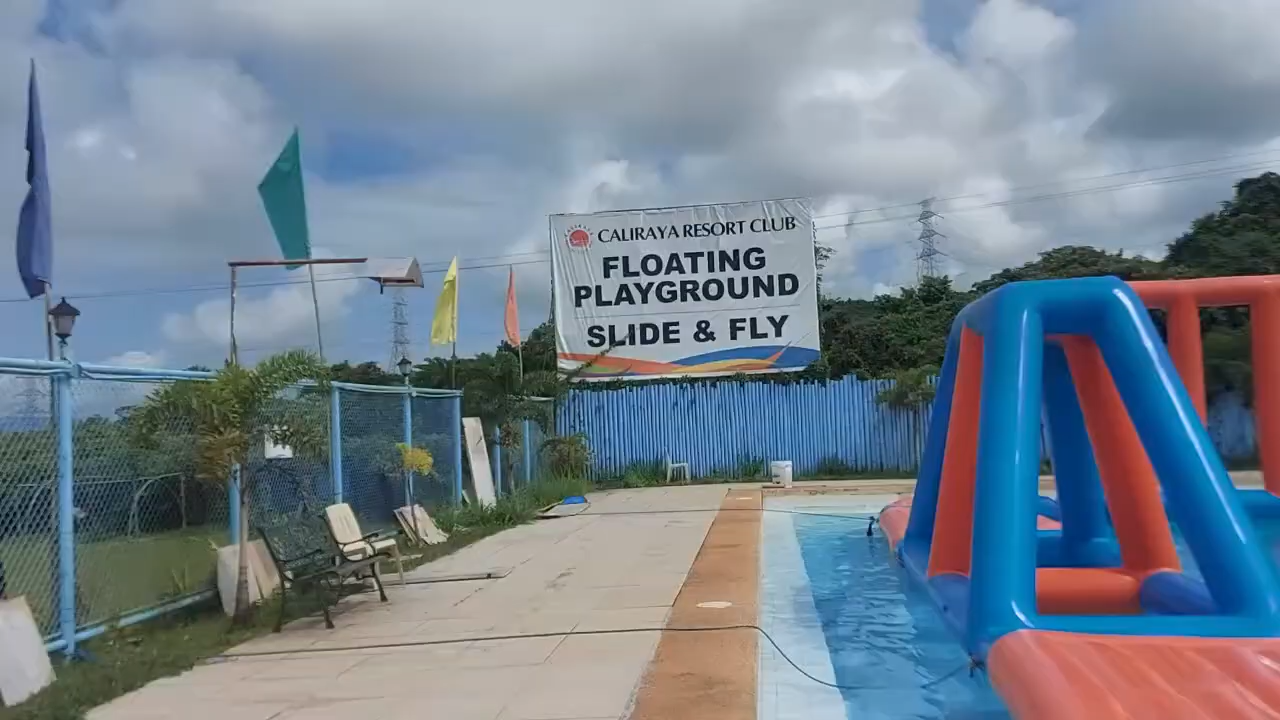 CALIRAYA RESORT CLUB
FLOATING
PLAYGROUND
SLIDE & FLY